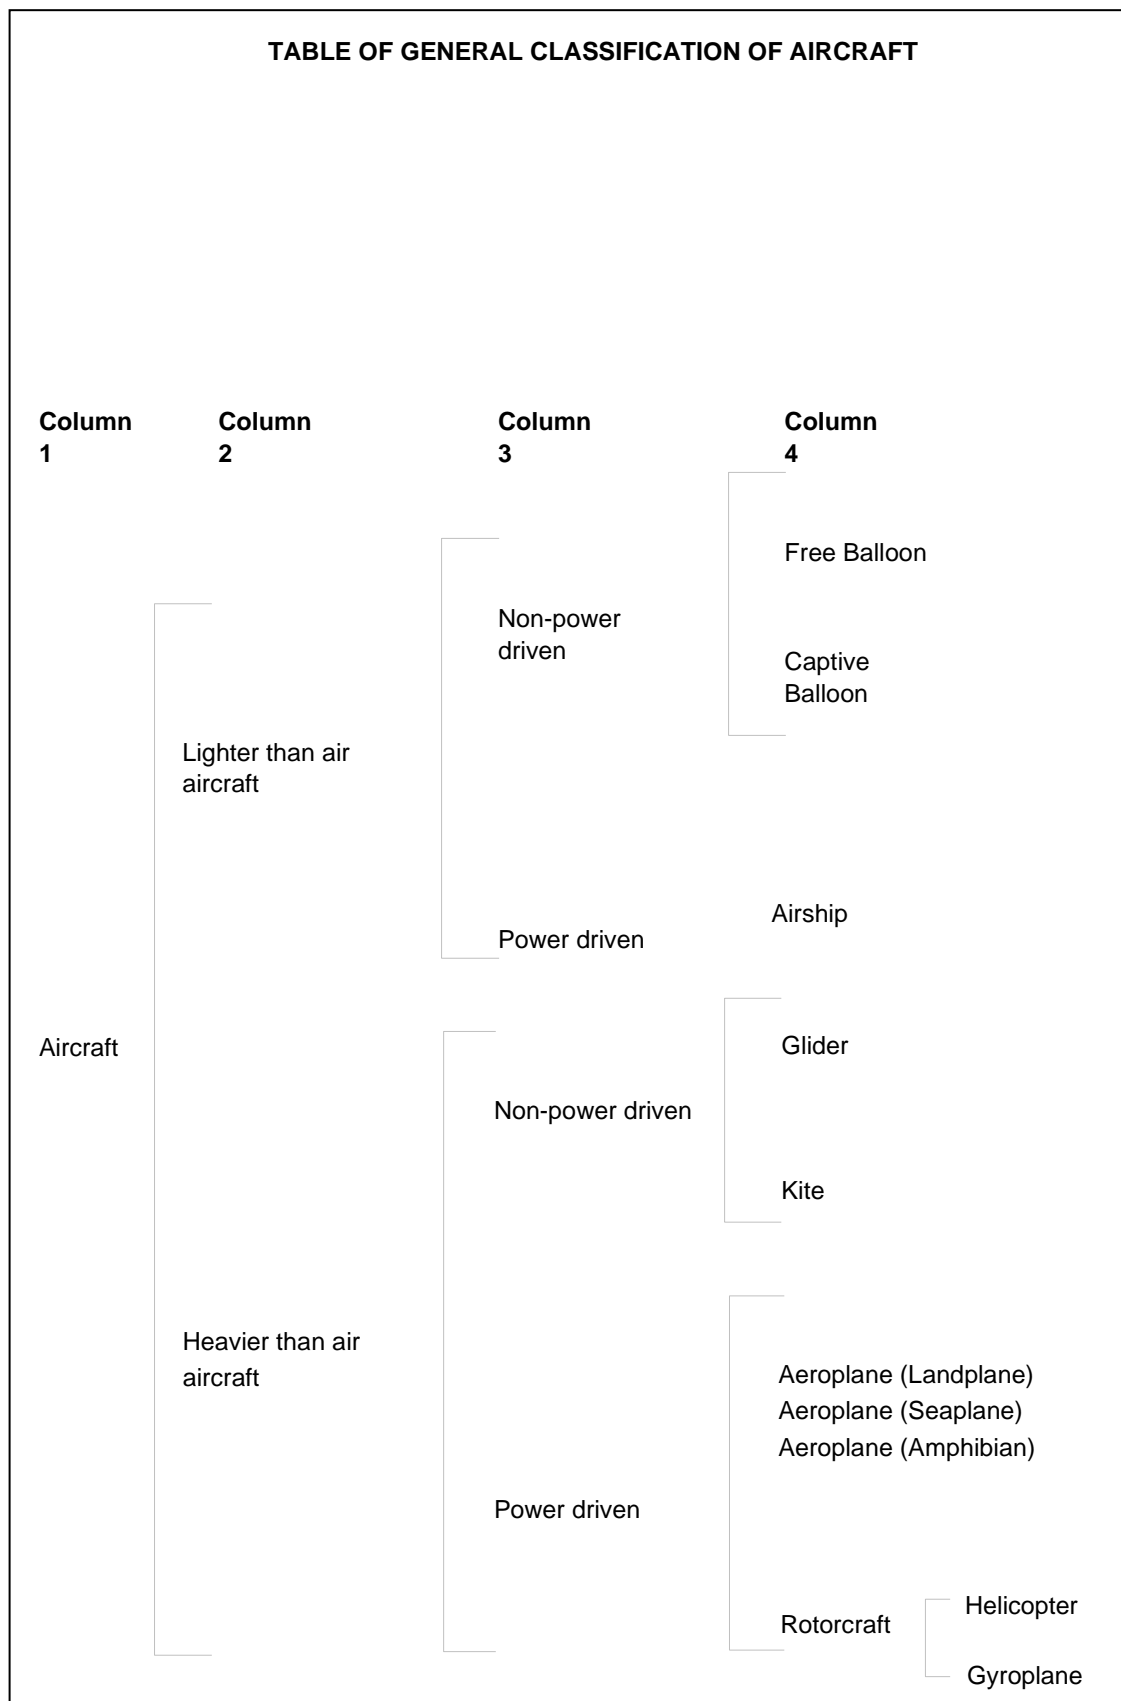 TABLE OF GENERAL CLASSIFICATION OF AIRCRAFT
Column
1
Column
2
Column
3
Column
4
Free Balloon
Non-power
driven
Captive
Balloon
Lighter than air
aircraft
Airship
Power driven
Aircraft
Glider
Non-power driven
Kite
Heavier than air
aircraft
Aeroplane (Landplane)
Aeroplane (Seaplane)
Aeroplane (Amphibian)
Power driven
Helicopter
Rotorcraft
Gyroplane